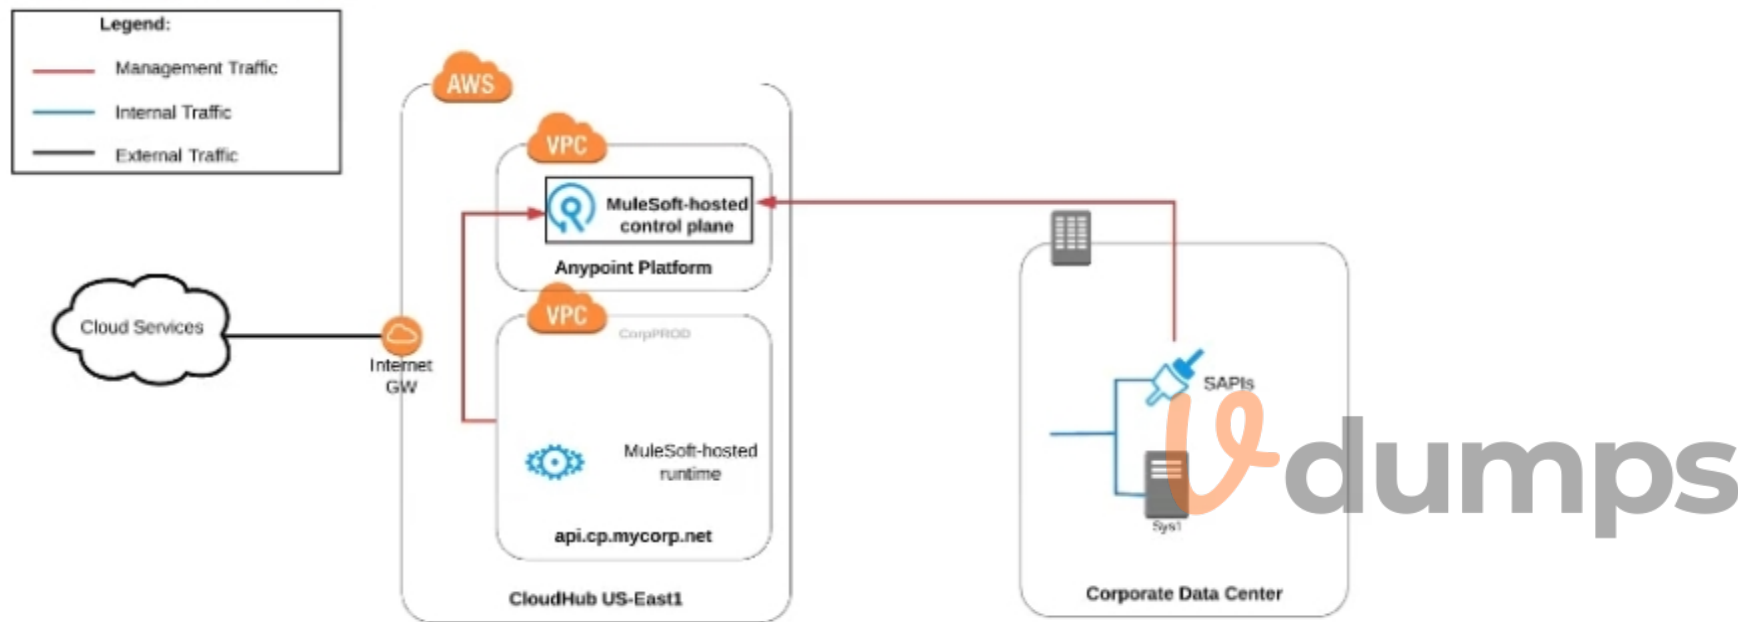 Legend:
Management Traffic
Internal Traffic
External Traffic
AWS
VPC
MuleSoft-hosted
control plane
Anypoint Platform
VPC
CorpPROD
Cloud Services
Internet
GW
MuleSoft-hosted
runtime
api.cp.mycorp.net
CloudHub US-East1
SAPIs
Sys1
Corporate Data Center
Vdumps